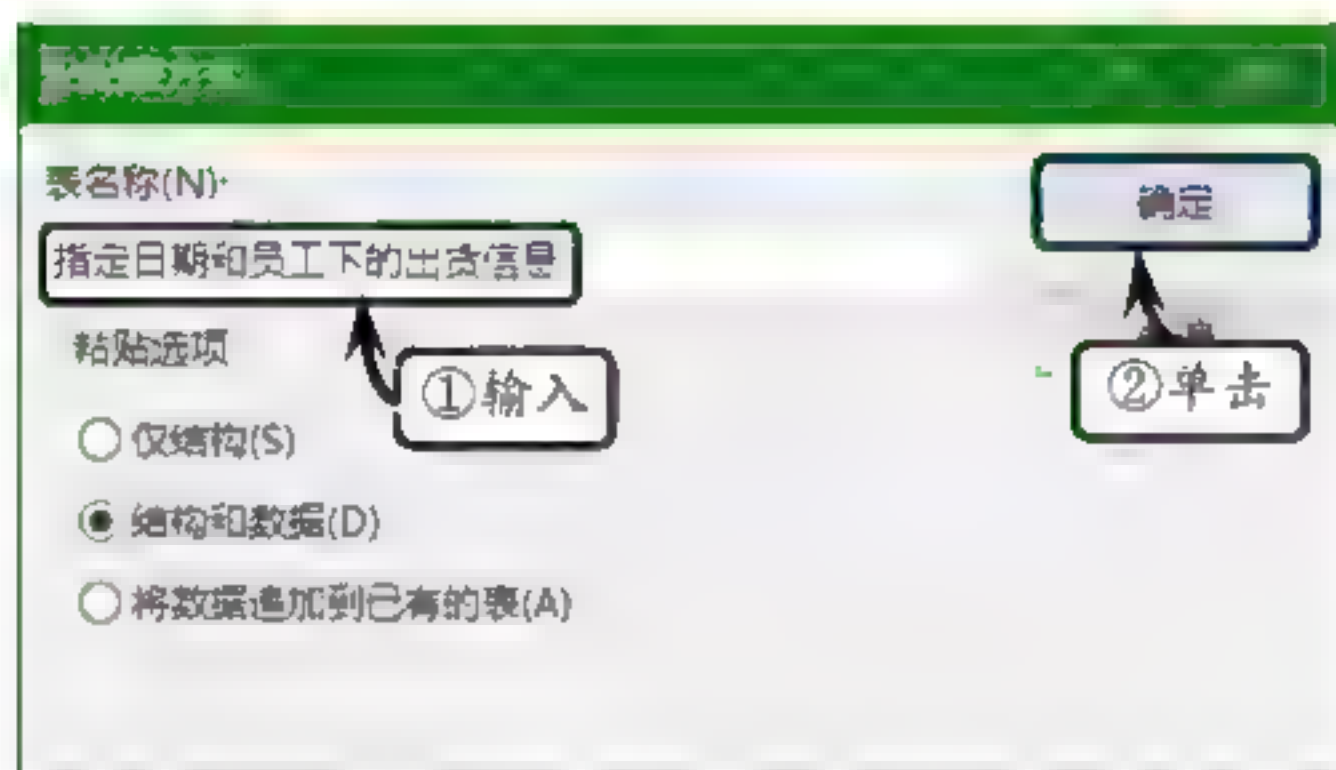 表名称(N):
确定
指定日期和员工下的出货信息
粘贴选项
①输入
②单击
仅结构(S)
结构和数据(D)
将数据追加到已有的表(A)